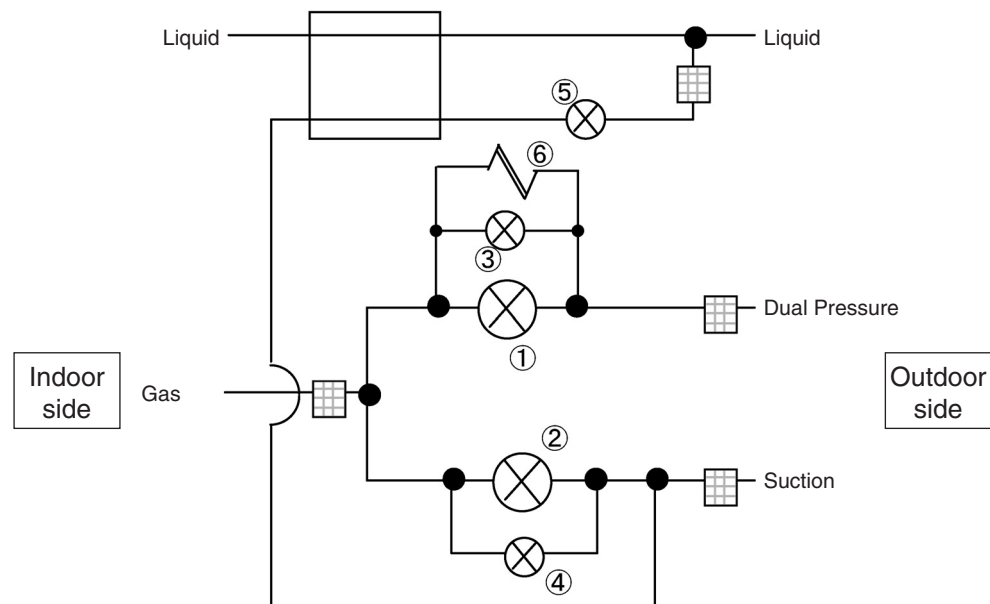 Liquid
Liquid
⑤
⑥
③
Dual Pressure
①
Indoor
side
Gas
Outdoor
side
②
Suction
④